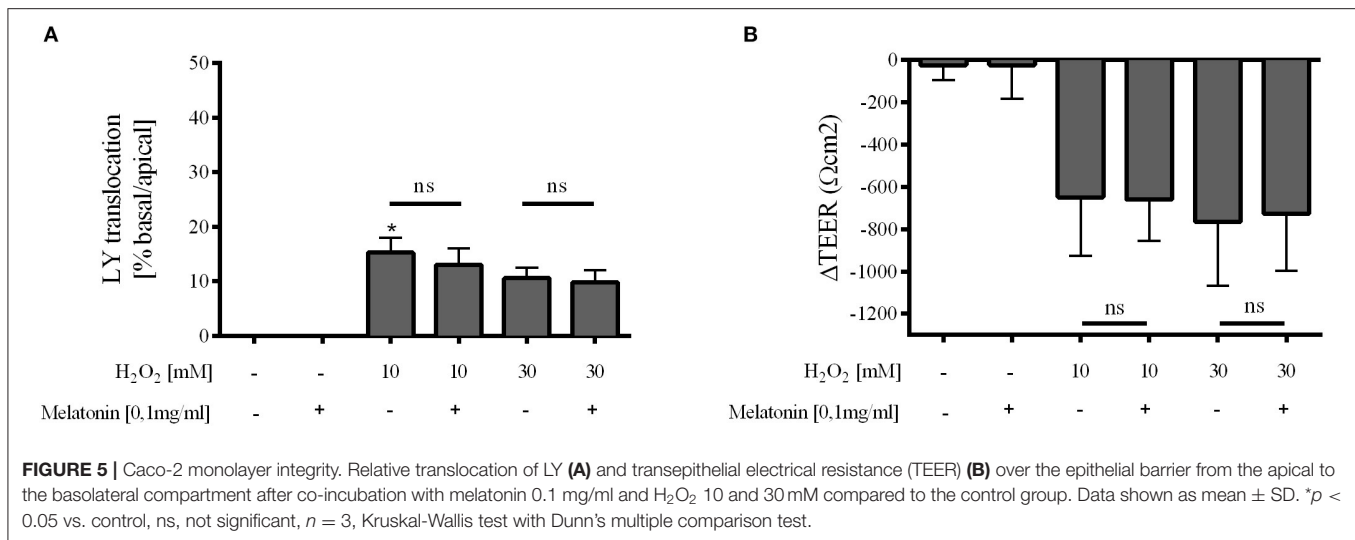 A
50
40
30
20
10
0
LY translocation
[% basal/apical]
ns
ns
*
H₂O₂ [mM] - - 10 10 30 30
Melatonin [0,1mg/ml] - + - + - +
B
0
-200
-400
-600
-800
-1000
-1200
ΔTEER (Ωcm2)
ns
ns
H₂O₂ [mM] - - 10 10 30 30
Melatonin [0,1mg/ml] - + - + - +
FIGURE 5 | Caco-2 monolayer integrity. Relative translocation of LY (A) and transepithelial electrical resistance (TEER) (B) over the epithelial barrier from the apical to
the basolateral compartment after co-incubation with melatonin 0.1 mg/ml and H₂O₂ 10 and 30 mM compared to the control group. Data shown as mean ± SD. *p <
0.05 vs. control, ns, not significant, n = 3, Kruskal-Wallis test with Dunn's multiple comparison test.